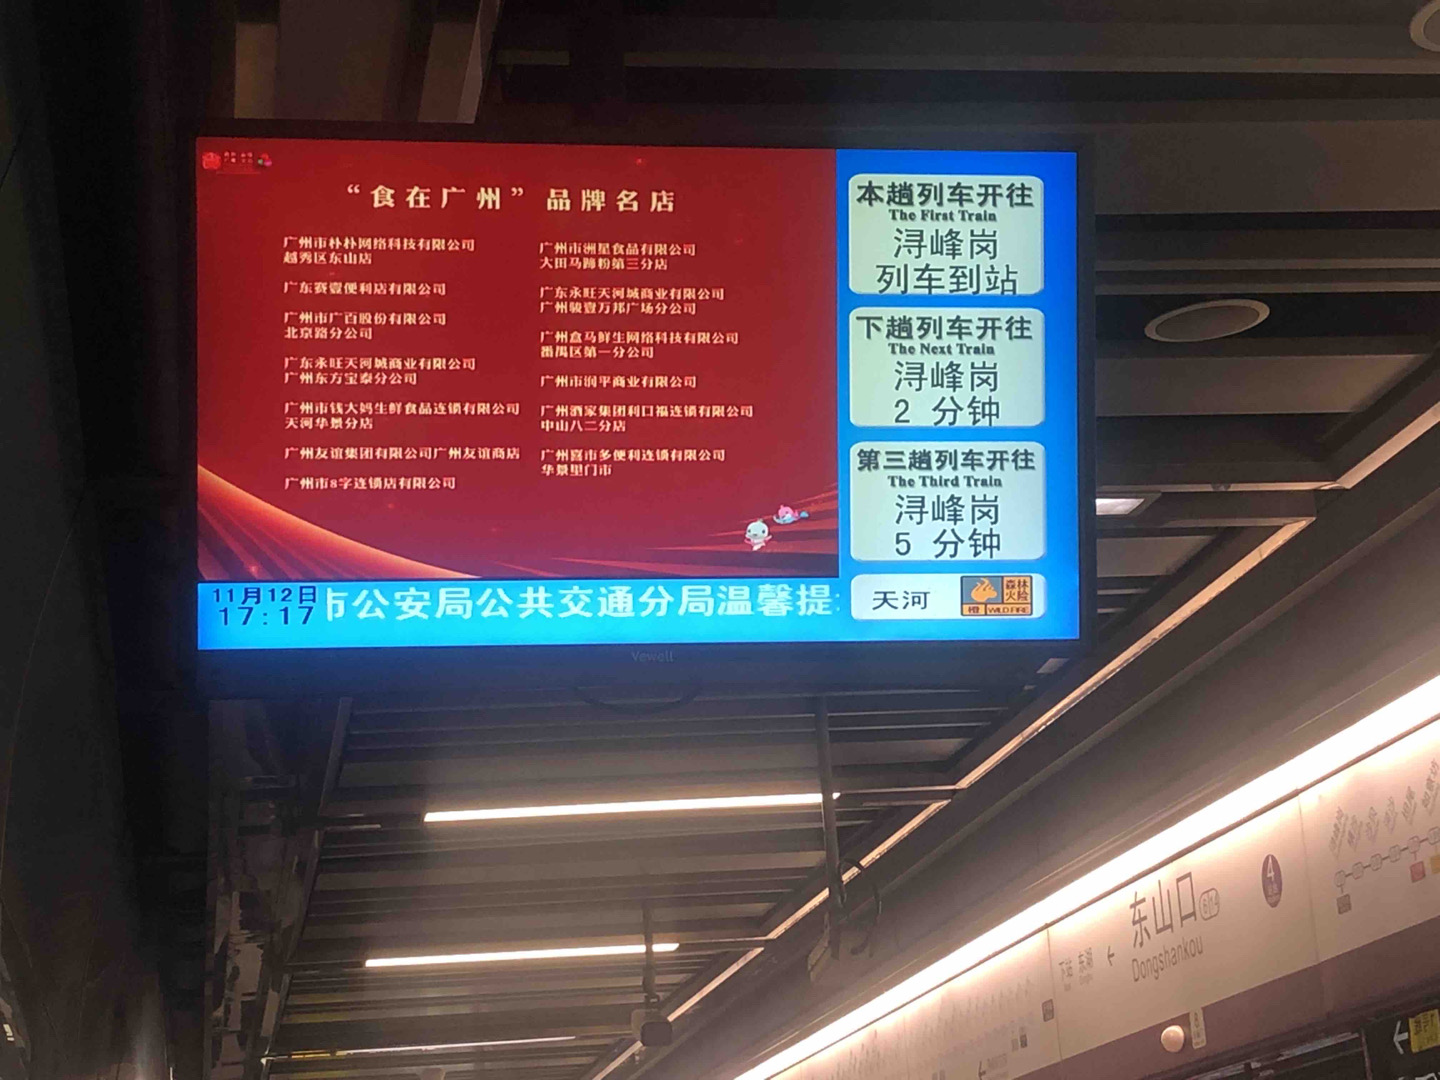 “食在广州”品牌名店
广州市朴朴网络科技有限公司
越秀区东山店
广东赛壹便利店有限公司
广州市广百股份有限公司
北京路分公司
广东永旺天河城商业有限公司
广州东方宝泰分公司
广州市钱大妈生鲜食品连锁有限公司
天河华景分店
广州友谊集团有限公司广州友谊商店
广州市8字连锁店有限公司
广州市洲星食品有限公司
大田马蹄粉第三分店
广东永旺天河城商业有限公司
广州骏壹万邦广场分公司
广州盒马鲜生网络科技有限公司
番禺区第一分公司
广州市润平商业有限公司
广州酒家集团利口福连锁有限公司
中山八二分店
广州喜市多便利连锁有限公司
华景里门市
本趟列车开往
The First Train
浔峰岗
列车到站
下趟列车开往
The Next Train
浔峰岗
2 分钟
第三趟列车开往
The Third Train
浔峰岗
5 分钟
天河
森林
火险
橙 WILD FIRE
11月12日
17:17
市公安局公共交通分局温馨提
Vewell
东山口
Dongshankou
下站 东湖
4